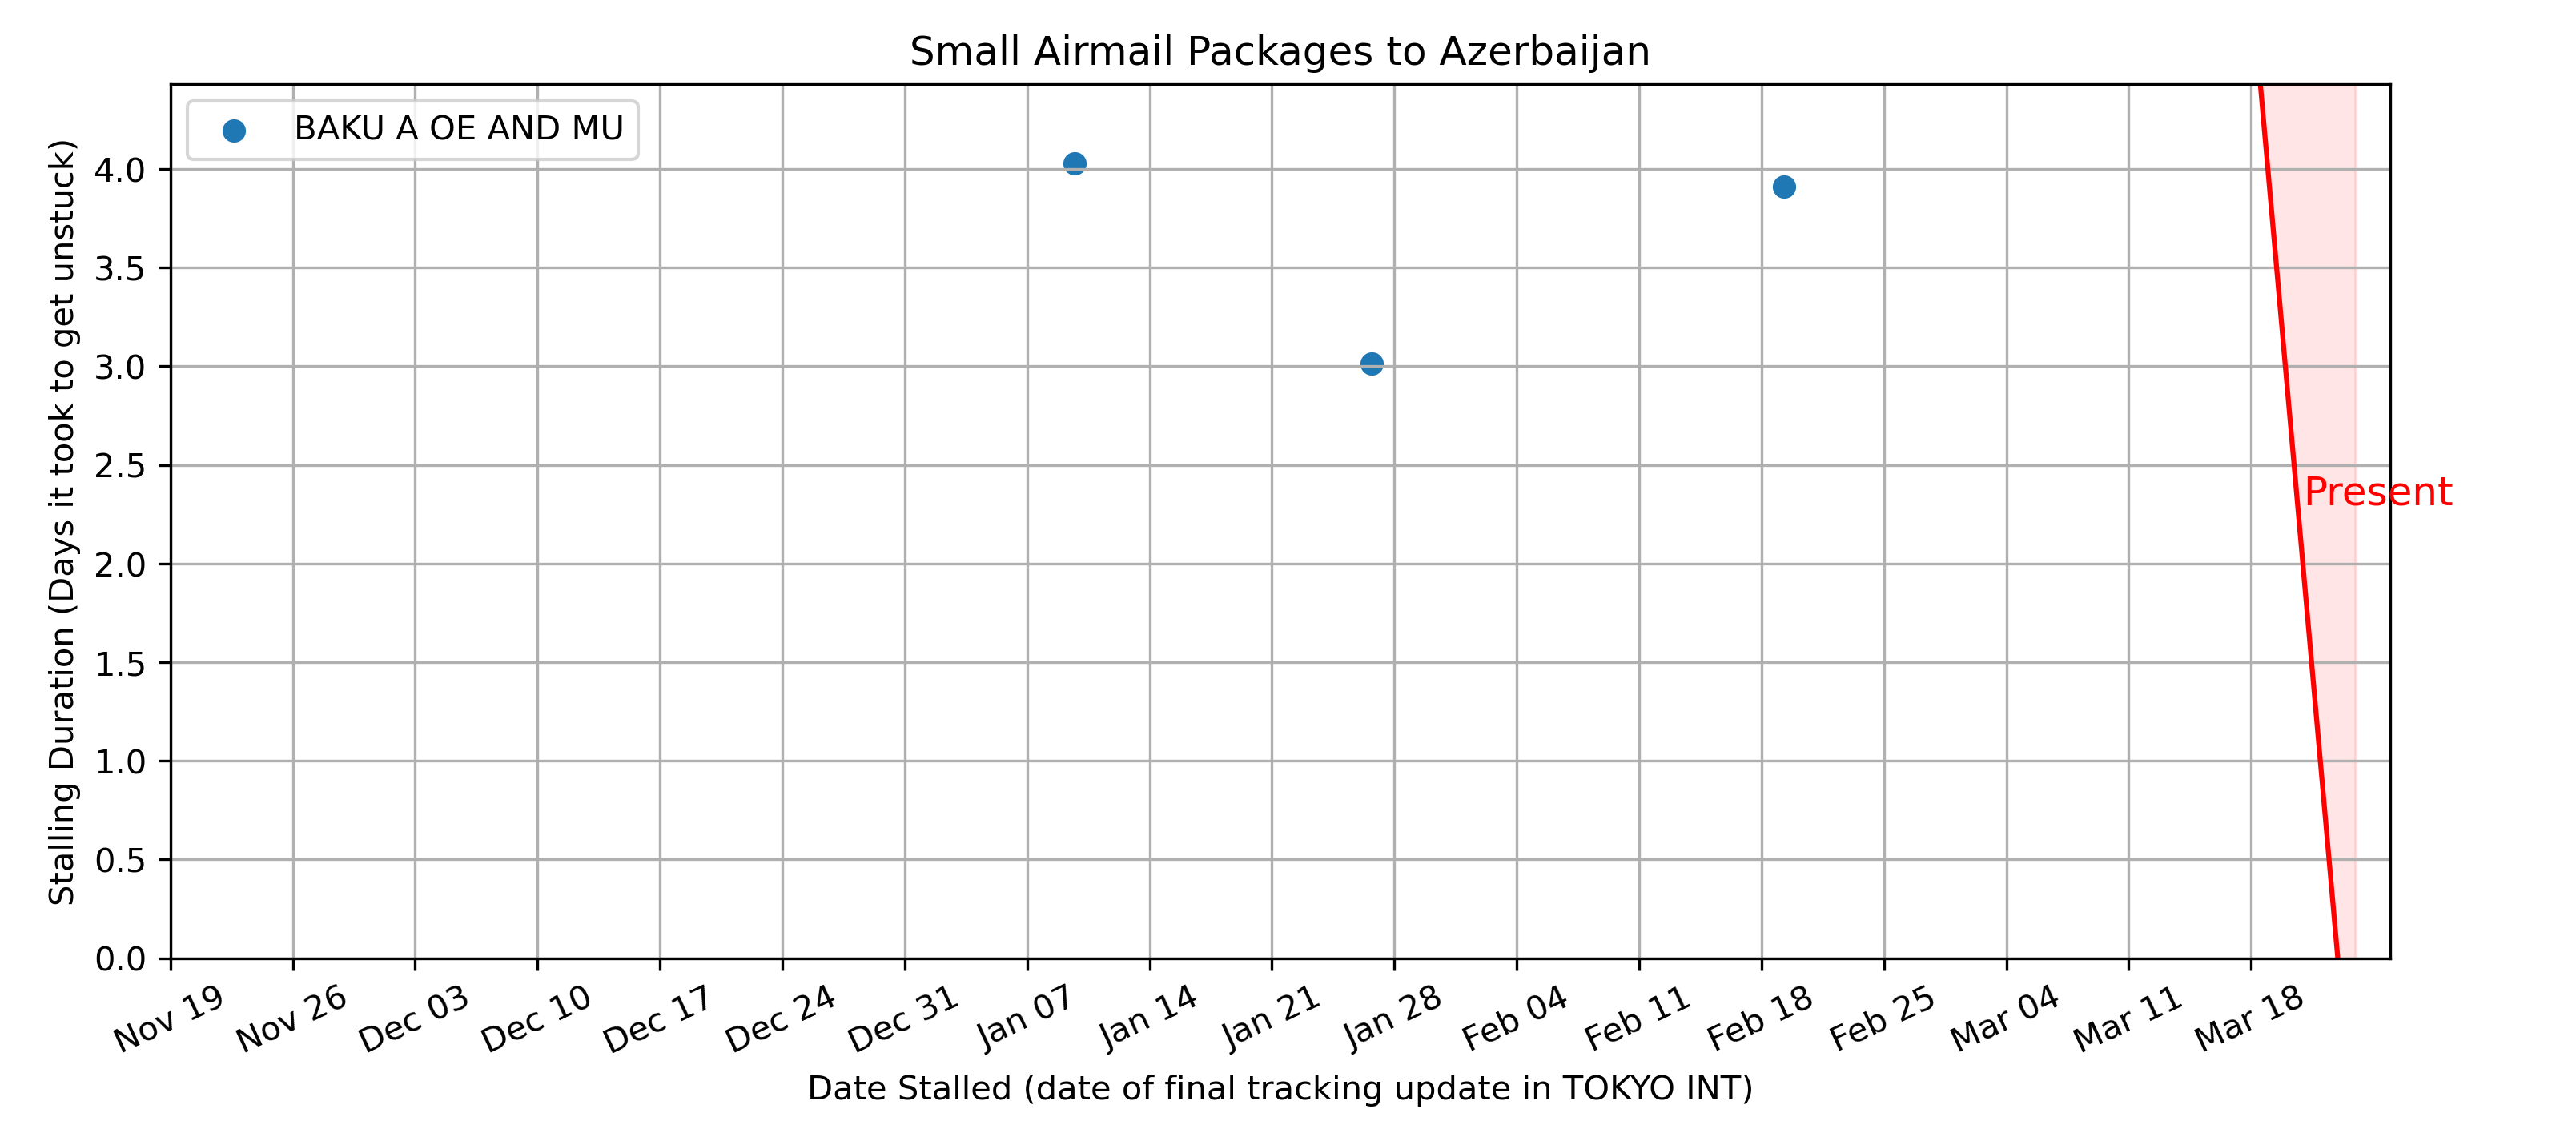 Small Airmail Packages to Azerbaijan
BAKU A OE AND MU
Stalling Duration (Days it took to get unstuck)
4.0
3.5
3.0
2.5
2.0
1.5
1.0
0.5
0.0
Present
Nov 19
Nov 26
Dec 03
Dec 10
Dec 17
Dec 24
Dec 31
Jan 07
Jan 14
Jan 21
Jan 28
Feb 04
Feb 11
Feb 18
Feb 25
Mar 04
Mar 11
Mar 18
Date Stalled (date of final tracking update in TOKYO INT)